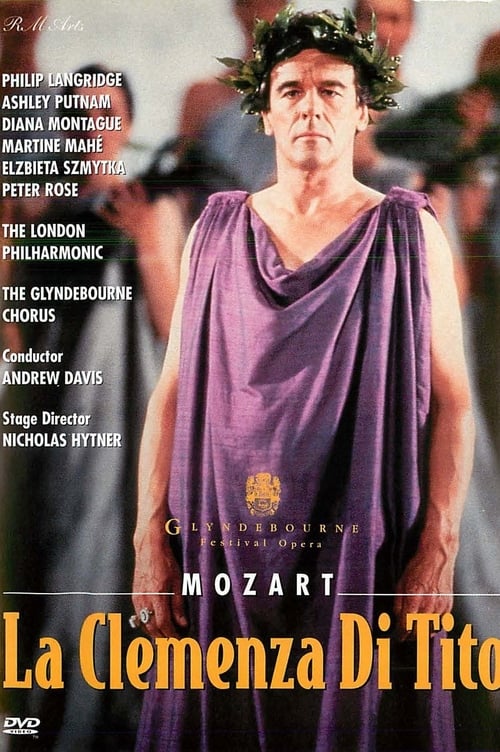 RM Arts
PHILIP LANGRIDGE
ASHLEY PUTNAM
DIANA MONTAGUE
MARTINE MAHÉ
ELZBIETA SZMYTKA
PETER ROSE
THE LONDON
PHILHARMONIC
THE GLYNDEBOURNE
CHORUS
Conductor
ANDREW DAVIS
Stage Director
NICHOLAS HYTNER
GLYNDEBOURNE
Festival Opera
MOZART
La Clemenza Di Tito
DVD
VIDEO